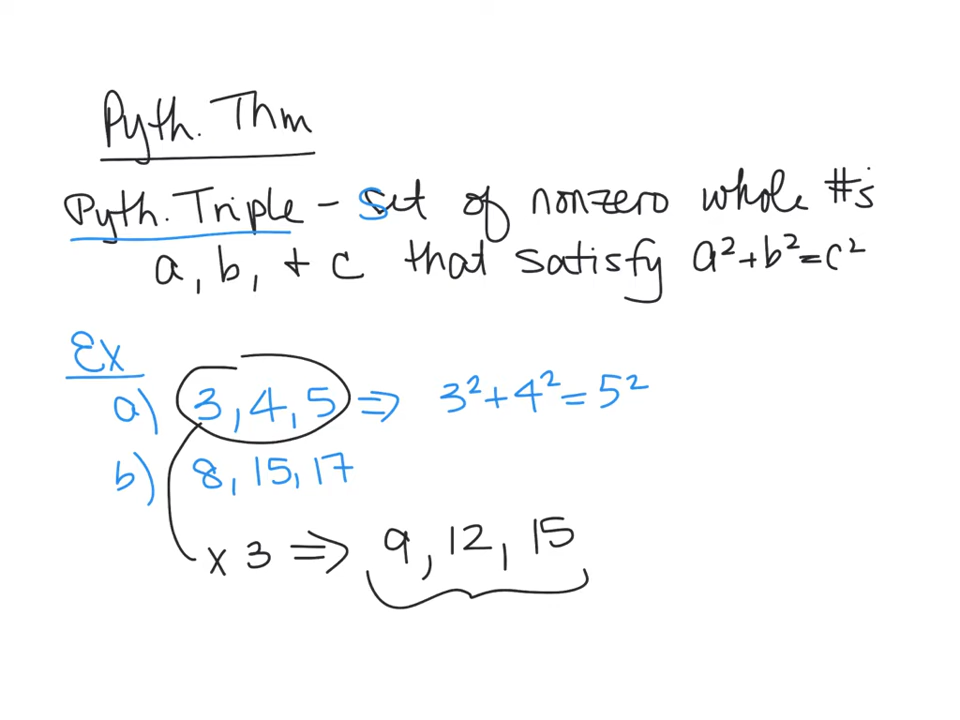 Pyth. Thm
Pyth. Triple - set of nonzero whole #'s
a, b, + c that satisfy a²+b²=c²
Ex
a) 3, 4, 5 ⇒ 3²+4²=5²
b) 8, 15, 17
x 3 ⇒ 9, 12, 15